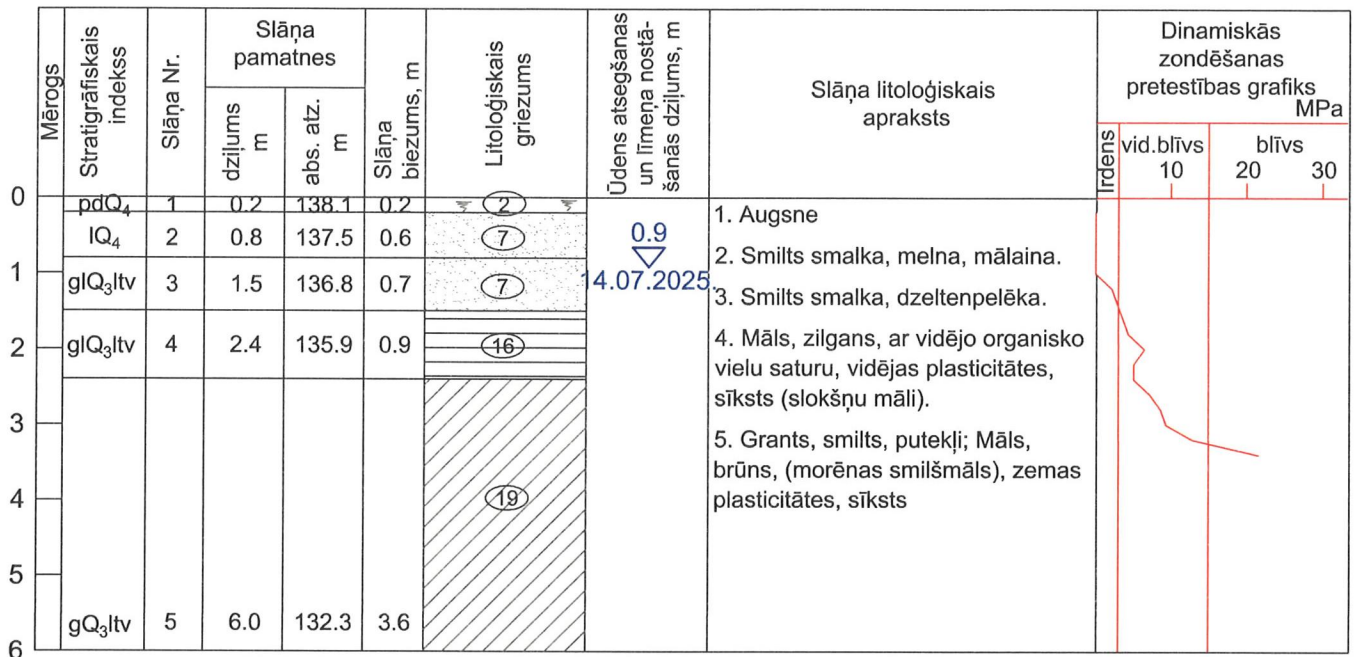 Mērogs
Stratigrāfiskais
indekss
Slāņa Nr.
Slāņa
pamatnes
dziļums
m
abs. atz.
m
Slāņa
biezums, m
Litoloģiskais
griezums
Ūdens atsegšanas
un līmeņa nostā-
šanās dziļums, m
Slāņa litoloģiskais
apraksts
Dinamiskās
zondēšanas
pretestības grafiks
MPa
Irdens
vid.blīvs
blīvs
10 20 30
0
pdQ₄ 1 0.2 138.1 0.2 2
lQ₄ 2 0.8 137.5 0.6 7
1
glQ₃ltv 3 1.5 136.8 0.7 7
2
glQ₃ltv 4 2.4 135.9 0.9 16
3
4
19
5
gQ₃ltv 5 6.0 132.3 3.6
6
0.9
14.07.2025.
1. Augsne
2. Smilts smalka, melna, mālaina.
3. Smilts smalka, dzeltenpelēka.
4. Māls, zilgans, ar vidējo organisko
vielu saturu, vidējas plasticitātes,
sīksts (slokšņu māli).
5. Grants, smilts, putekļi; Māls,
brūns, (morēnas smilšmāls), zemas
plasticitātes, sīksts